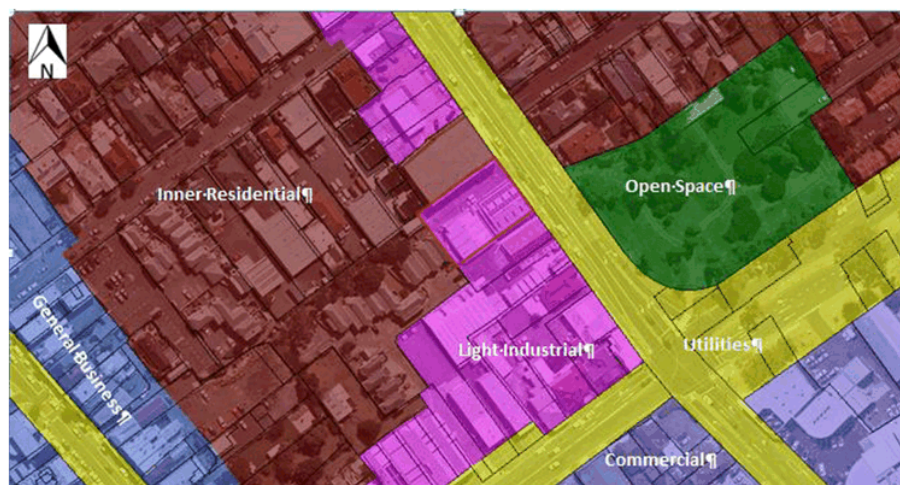 N
Inner·Residential¶
Open·Space¶
General·Business¶
Light·Industrial¶
Utilities¶
Commercial¶